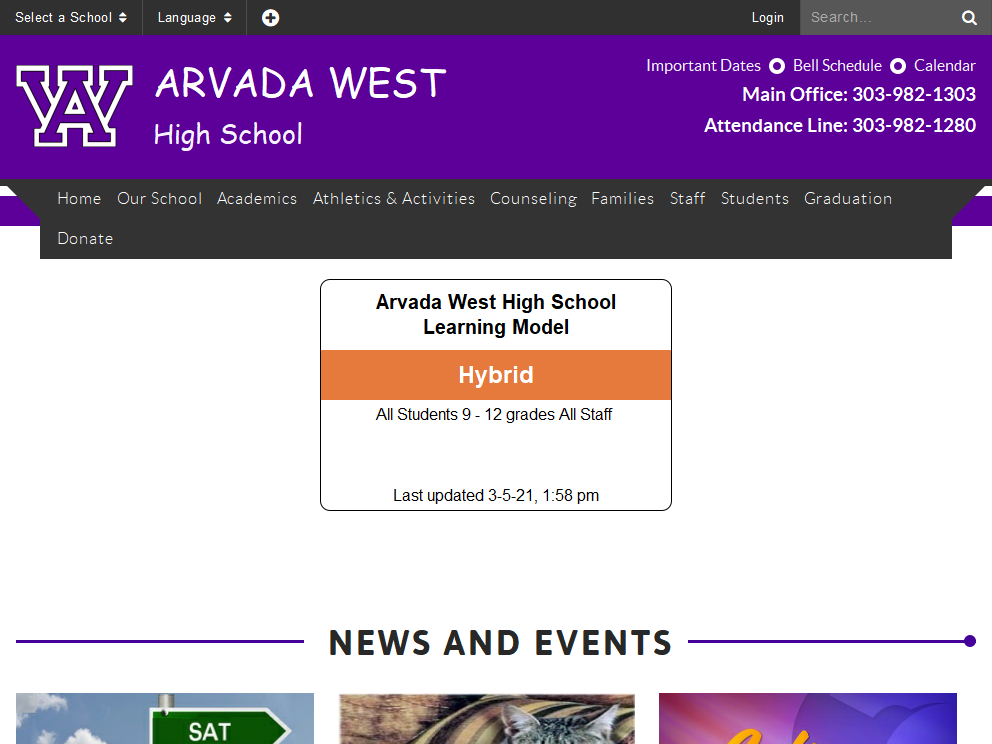 Select a School Language Login Search...
ARVADA WEST
High School
Important Dates Bell Schedule Calendar
Main Office: 303-982-1303
Attendance Line: 303-982-1280
Home Our School Academics Athletics & Activities Counseling Families Staff Students Graduation
Donate
Arvada West High School
Learning Model
Hybrid
All Students 9 - 12 grades All Staff
Last updated 3-5-21, 1:58 pm
NEWS AND EVENTS
SAT